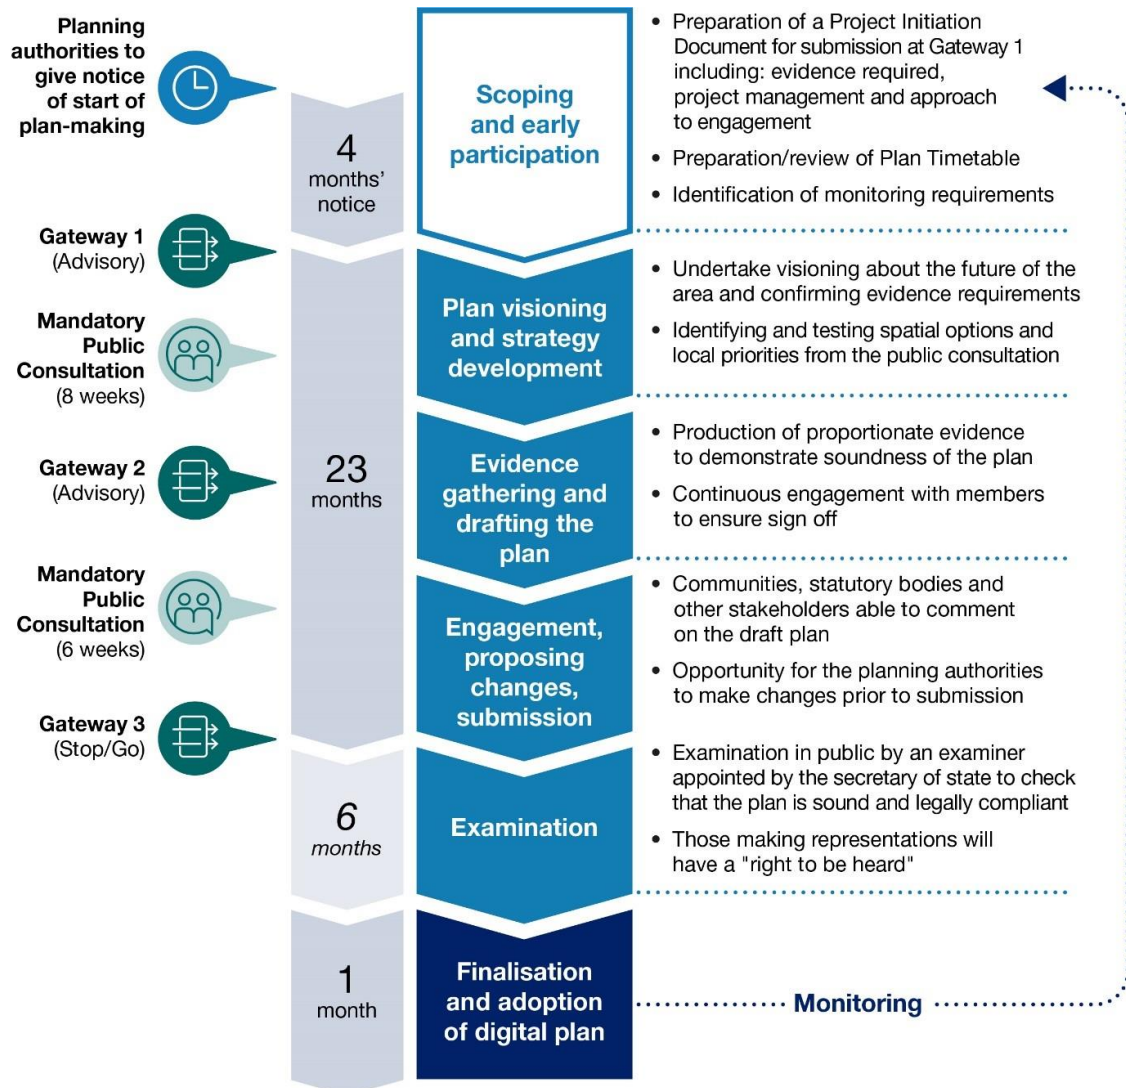 Planning
authorities to
give notice
of start of
plan-making
4
months’
notice
Scoping
and early
participation
• Preparation of a Project Initiation
Document for submission at Gateway 1
including: evidence required,
project management and approach
to engagement
• Preparation/review of Plan Timetable
• Identification of monitoring requirements
Gateway 1
(Advisory)
Mandatory
Public
Consultation
(8 weeks)
Plan visioning
and strategy
development
• Undertake visioning about the future of the
area and confirming evidence requirements
• Identifying and testing spatial options and
local priorities from the public consultation
Gateway 2
(Advisory)
23
months
Evidence
gathering and
drafting the
plan
• Production of proportionate evidence
to demonstrate soundness of the plan
• Continuous engagement with members
to ensure sign off
Mandatory
Public
Consultation
(6 weeks)
Engagement,
proposing
changes,
submission
• Communities, statutory bodies and
other stakeholders able to comment
on the draft plan
• Opportunity for the planning authorities
to make changes prior to submission
Gateway 3
(Stop/Go)
6
months
Examination
• Examination in public by an examiner
appointed by the secretary of state to check
that the plan is sound and legally compliant
• Those making representations will
have a "right to be heard"
1
month
Finalisation
and adoption
of digital plan
Monitoring